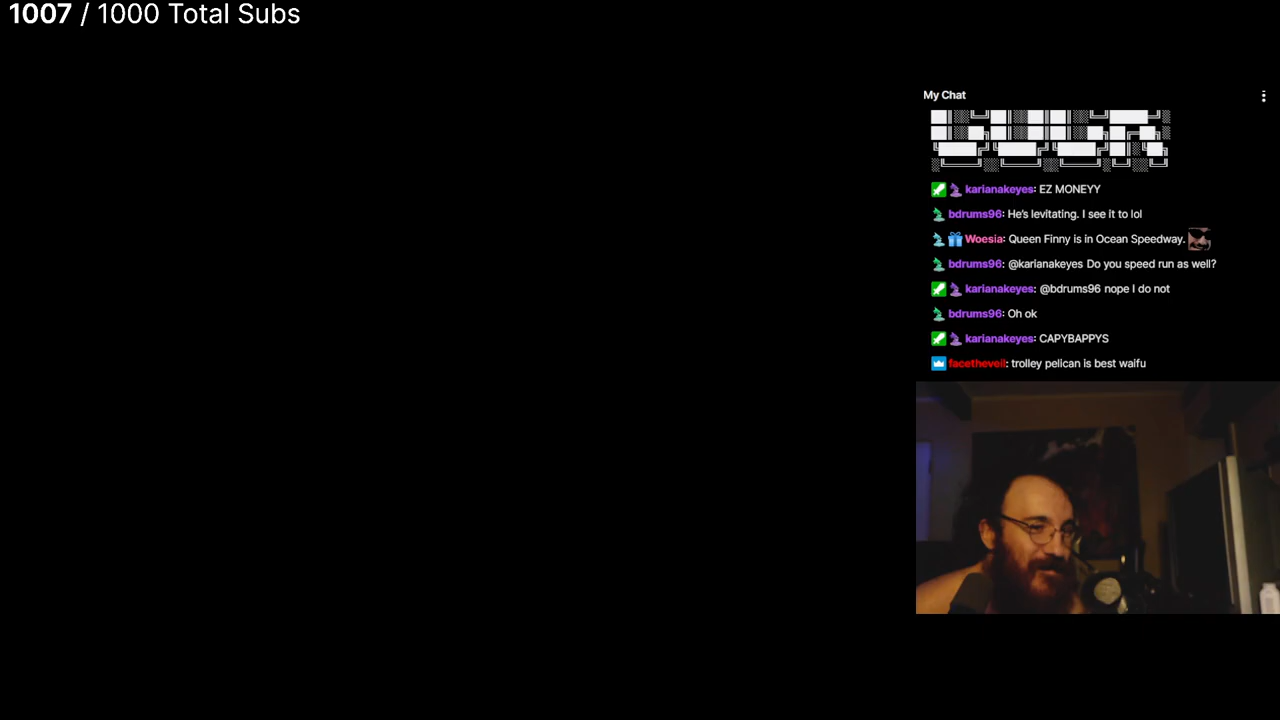 1007 / 1000 Total Subs
My Chat
karianakeyes: EZ MONEYY
bdrums96: He's levitating. I see it to lol
Woesia: Queen Finny is in Ocean Speedway.
bdrums96: @karianakeyes Do you speed run as well?
karianakeyes: @bdrums96 nope I do not
bdrums96: Oh ok
karianakeyes: CAPYBAPPYS
facetheveil: trolley pelican is best waifu